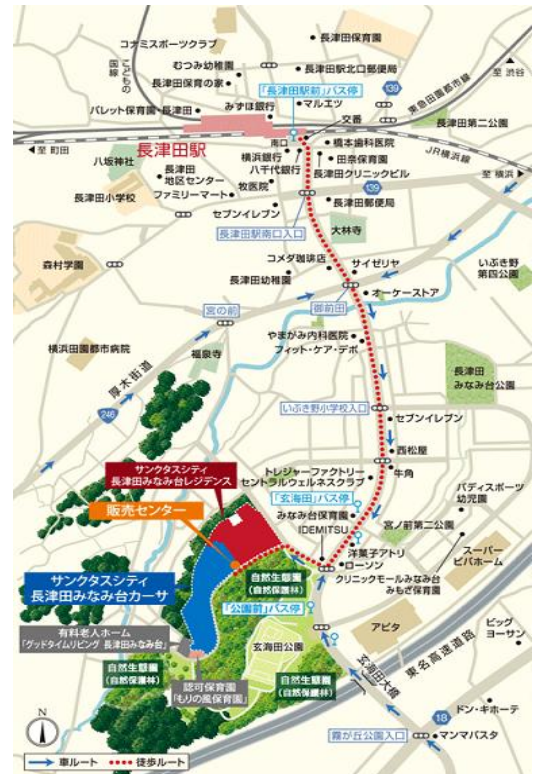 コナミスポーツクラブ
こどもの
国線
むつみ幼稚園
長津田保育の家
長津田保育園
長津田駅北口郵便局
「長津田駅前」バス停
139
至 渋谷
東急田園都市線
パレット保育園・長津田
みずほ銀行
マルエツ
交番
長津田第二公園
至 町田
長津田駅
南口
横浜銀行
八千代銀行
橋本歯科医院
田奈保育園
JR横浜線
至 横浜
八坂神社
長津田
地区センター
牧医院
長津田クリニックビル
長津田小学校
ファミリーマート
139
セブンイレブン
長津田郵便局
長津田駅南口入口
大林寺
森村学園
コメダ珈琲店
サイゼリヤ
いぶき野
第四公園
長津田幼稚園
オーケーストア
宮の前
御前田
横浜田園都市病院
福泉寺
やまがみ内科医院
フィット・ケア・デポ
長津田
みなみ台公園
厚木街道
246
いぶき野小学校入口
セブンイレブン
西松屋
サンクタスシティ
長津田みなみ台レジデンス
トレジャーファクトリー
セントラルウェルネスクラブ
牛角
バディスポーツ
幼児園
販売センター
「玄海田」バス停
みなみ台保育園
宮ノ前第二公園
IDEMITSU
洋菓子アトリ
ローソン
スーパー
ビバホーム
サンクタスシティ
長津田みなみ台カーサ
自然生態園
(自然保護林)
クリニックモールみなみ台
みもざ保育園
「公園前」バス停
有料老人ホーム
「グッドタイムリビング 長津田みなみ台」
玄海田公園
アピタ
ビッグ
ヨーサン
自然生態園
(自然保護林)
認可保育園
「もりの風保育園」
自然生態園
(自然保護林)
玄海田大橋
東名高速道路
18
ドン・キホーテ
霧が丘公園入口
マンマパスタ
N
車ルート
徒歩ルート